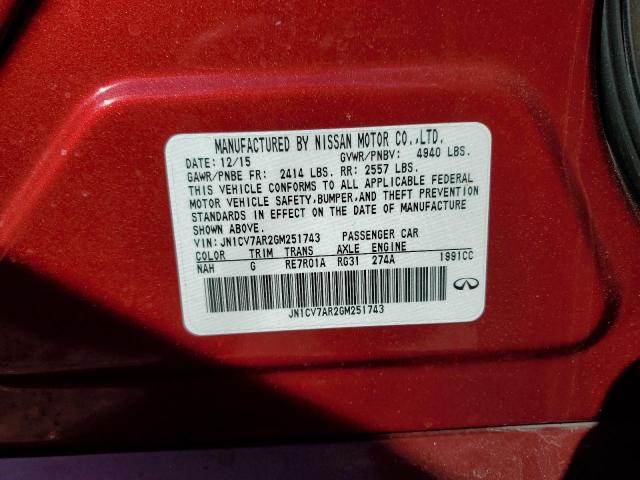 MANUFACTURED BY NISSAN MOTOR CO.,LTD.
DATE: 12/15 GVWR/PNBV: 4940 LBS.
GAWR/PNBE FR: 2414 LBS. RR: 2557 LBS.
THIS VEHICLE CONFORMS TO ALL APPLICABLE FEDERAL
MOTOR VEHICLE SAFETY,BUMPER,AND THEFT PREVENTION
STANDARDS IN EFFECT ON THE DATE OF MANUFACTURE
SHOWN ABOVE.
VIN: JN1CV7AR2GM251743 PASSENGER CAR
COLOR TRIM TRANS AXLE ENGINE
NAH G RE7R01A RG31 274A 1991CC
JN1CV7AR2GM251743